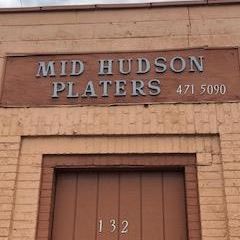 MID HUDSON
PLATERS 471 5090
132